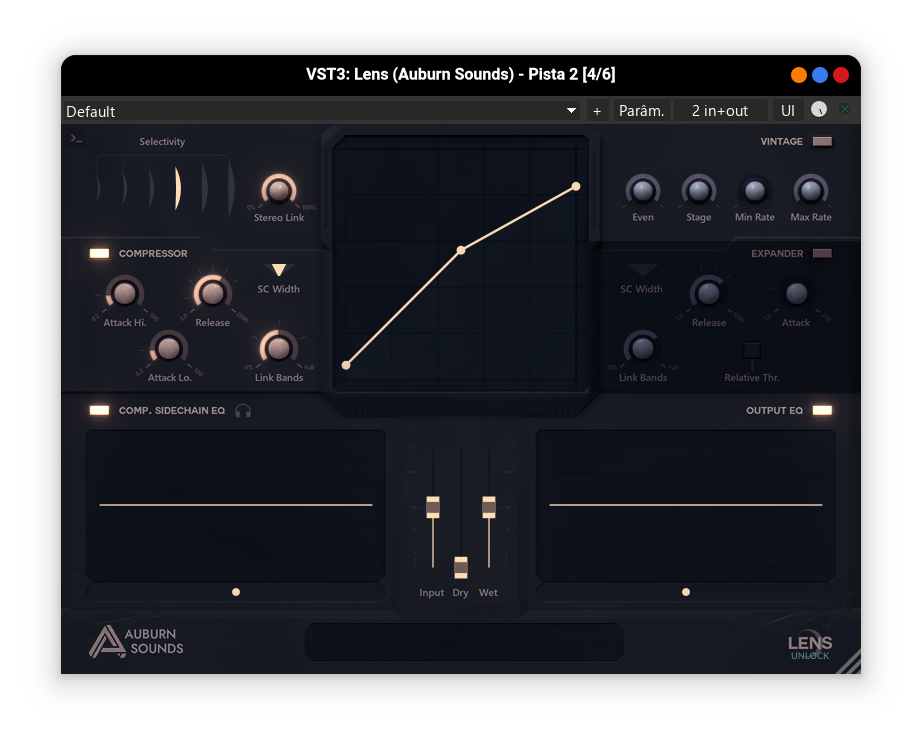 VST3: Lens (Auburn Sounds) - Pista 2 [4/6]
Default
+
Parâm.
2 in+out
UI
Selectivity
0%
100%
Stereo Link
VINTAGE
Even
Stage
Min Rate
Max Rate
COMPRESSOR
SC Width
Attack Hi.
Release
Attack Lo.
0%
Full
Link Bands
EXPANDER
SC Width
Release
Attack
Link Bands
Relative Thr.
COMP. SIDECHAIN EQ
OUTPUT EQ
Input
Dry
Wet
AUBURN
SOUNDS
LENS
UNLOCK